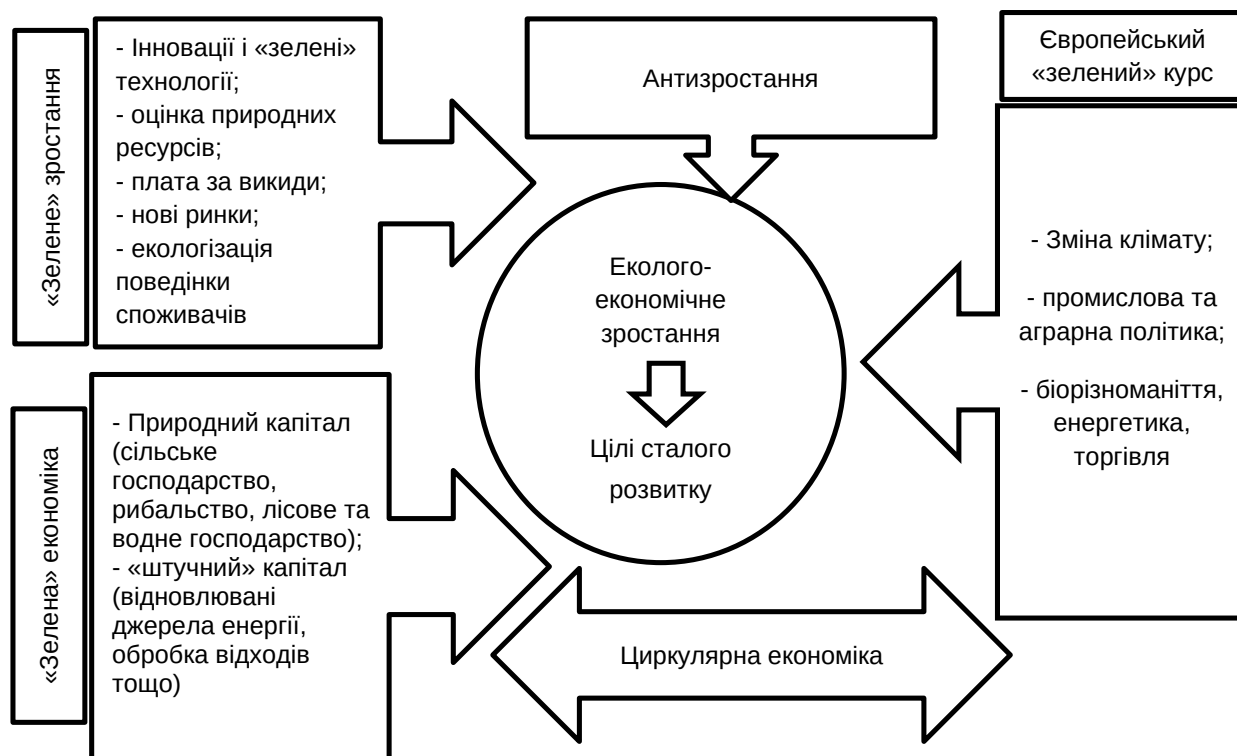 «Зелене» зростання
- Інновації і «зелені»
технології;
- оцінка природних
ресурсів;
- плата за викиди;
- нові ринки;
- екологізація
поведінки
споживачів
Антизростання
Європейський
«зелений» курс
- Зміна клімату;
- промислова та
аграрна політика;
- біорізноманіття,
енергетика,
торгівля
Еколого-
економічне
зростання
Цілі сталого
розвитку
«Зелена» економіка
- Природний капітал
(сільське
господарство,
рибальство, лісове та
водне господарство);
- «штучний» капітал
(відновлювані
джерела енергії,
обробка відходів
тощо)
Циркулярна економіка